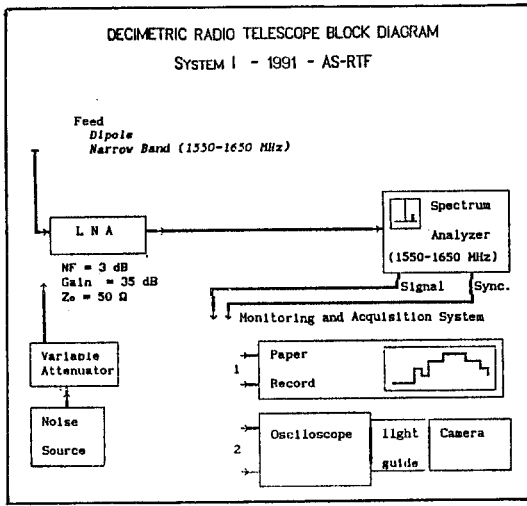 DECIMETRIC RADIO TELESCOPE BLOCK DIAGRAM
SYSTEM I - 1991 - AS-RTF
Feed
Dipole
Narrow Band (1550-1650 MHz)
L N A
NF = 3 dB
Gain = 35 dB
Zo = 50 Ω
Spectrum
Analyzer
(1550-1650 MHz)
Signal Sync.
Monitoring and Acquisition System
Variable
Attenuator
Noise
Source
1
Paper
Record
2
Osciloscope
light
guide
Camera